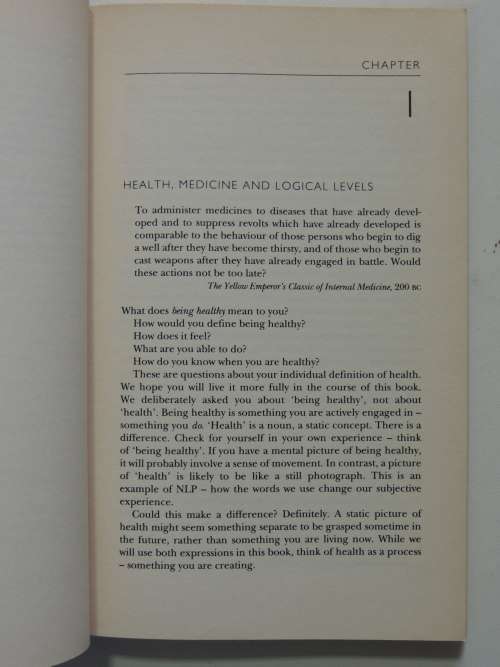 CHAPTER
I
HEALTH, MEDICINE AND LOGICAL LEVELS
To administer medicines to diseases that have already devel-
oped and to suppress revolts which have already developed is
comparable to the behaviour of those persons who begin to dig
a well after they have become thirsty, and of those who begin to
cast weapons after they have already engaged in battle. Would
these actions not be too late?
The Yellow Emperor's Classic of Internal Medicine, 200 BC
What does being healthy mean to you?
How would you define being healthy?
How does it feel?
What are you able to do?
How do you know when you are healthy?
These are questions about your individual definition of health.
We hope you will live it more fully in the course of this book.
We deliberately asked you about 'being healthy', not about
'health'. Being healthy is something you are actively engaged in –
something you do. 'Health' is a noun, a static concept. There is a
difference. Check for yourself in your own experience – think
of 'being healthy'. If you have a mental picture of being healthy,
it will probably involve a sense of movement. In contrast, a picture
of 'health' is likely to be like a still photograph. This is an
example of NLP – how the words we use change our subjective
experience.
Could this make a difference? Definitely. A static picture of
health might seem something separate to be grasped sometime in
the future, rather than something you are living now. While we
will use both expressions in this book, think of health as a process
– something you are creating.